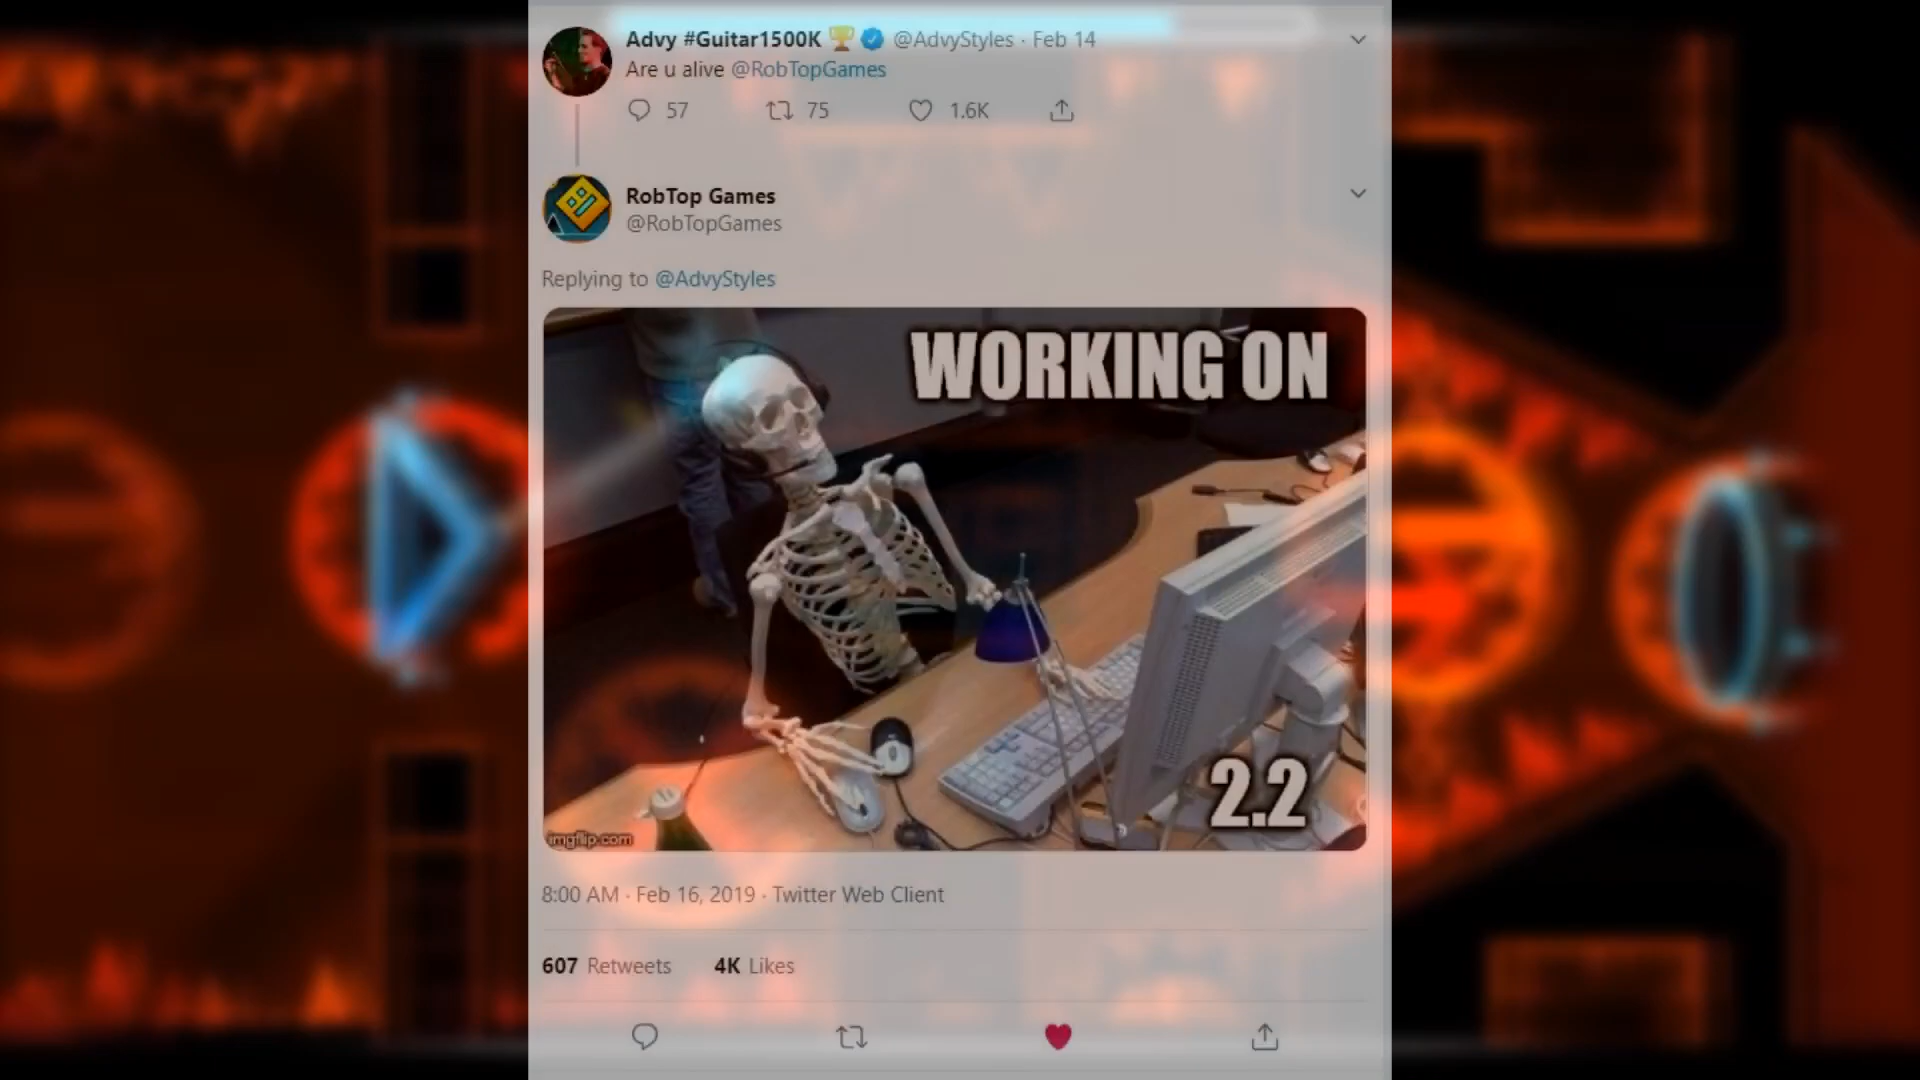 Advy #Guitar1500K 🏆 @AdvyStyles · Feb 14
Are u alive @RobTopGames
57 75 1.6K
RobTop Games
@RobTopGames
Replying to @AdvyStyles
WORKING ON
2.2
imgflip.com
8:00 AM · Feb 16, 2019 · Twitter Web Client
607 Retweets 4K Likes